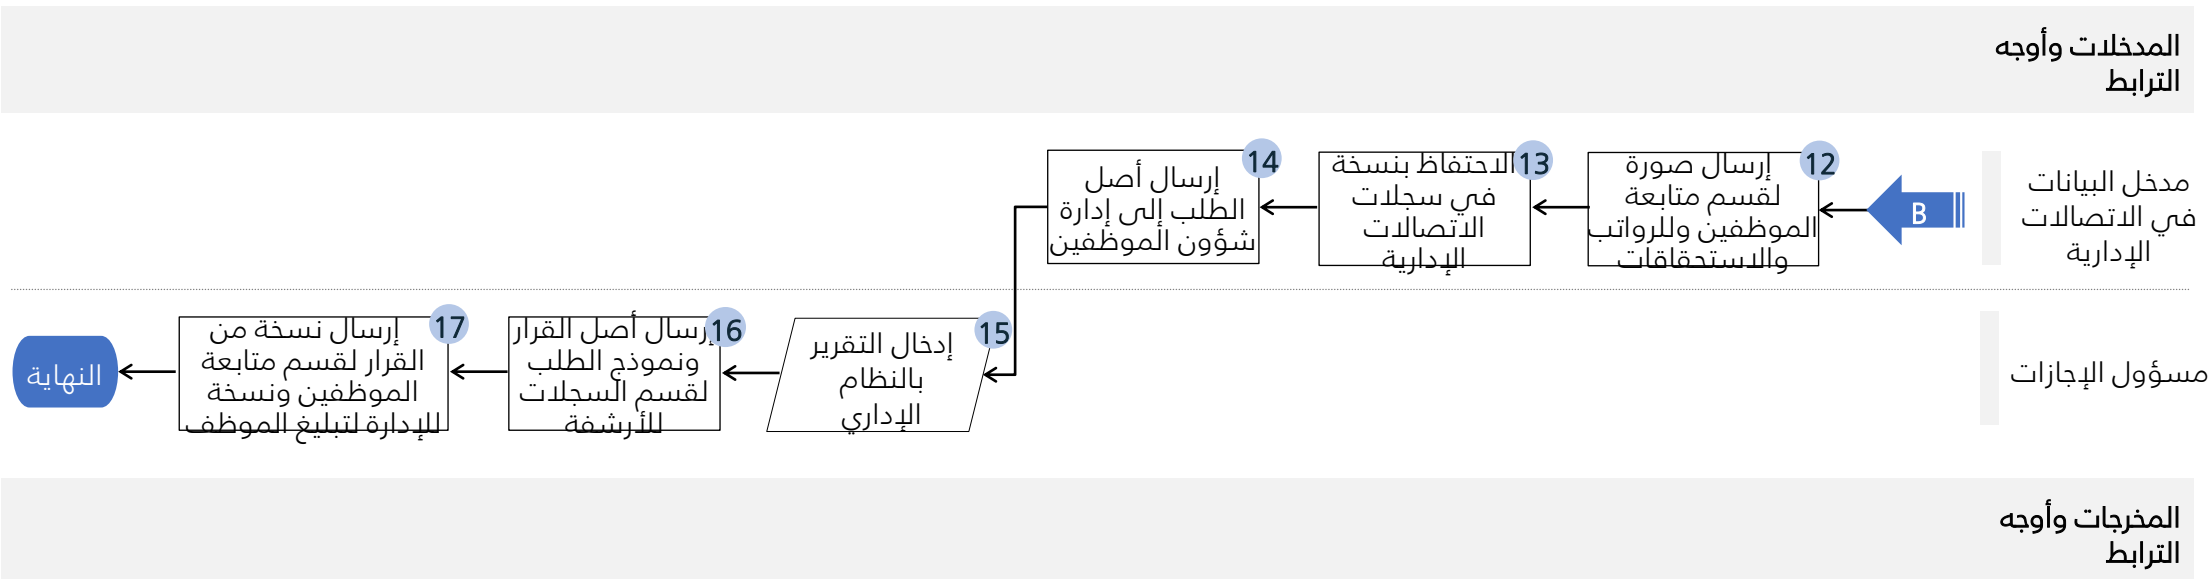 المدخلات وأوجه
الترابط
مدخل البيانات
في الاتصالات
الإدارية
B
12
إرسال صورة
لقسم متابعة
الموظفين وللرواتب
والاستحقاقات
13
الاحتفاظ بنسخة
في سجلات
الاتصالات
الإدارية
14
إرسال أصل
الطلب إلى إدارة
شؤون الموظفين
مسؤول الإجازات
15
إدخال التقرير
بالنظام
الإداري
16
إرسال أصل القرار
ونموذج الطلب
لقسم السجلات
للأرشفة
17
إرسال نسخة من
القرار لقسم متابعة
الموظفين ونسخة
للإدارة لتبليغ الموظف
النهاية
المخرجات وأوجه
الترابط